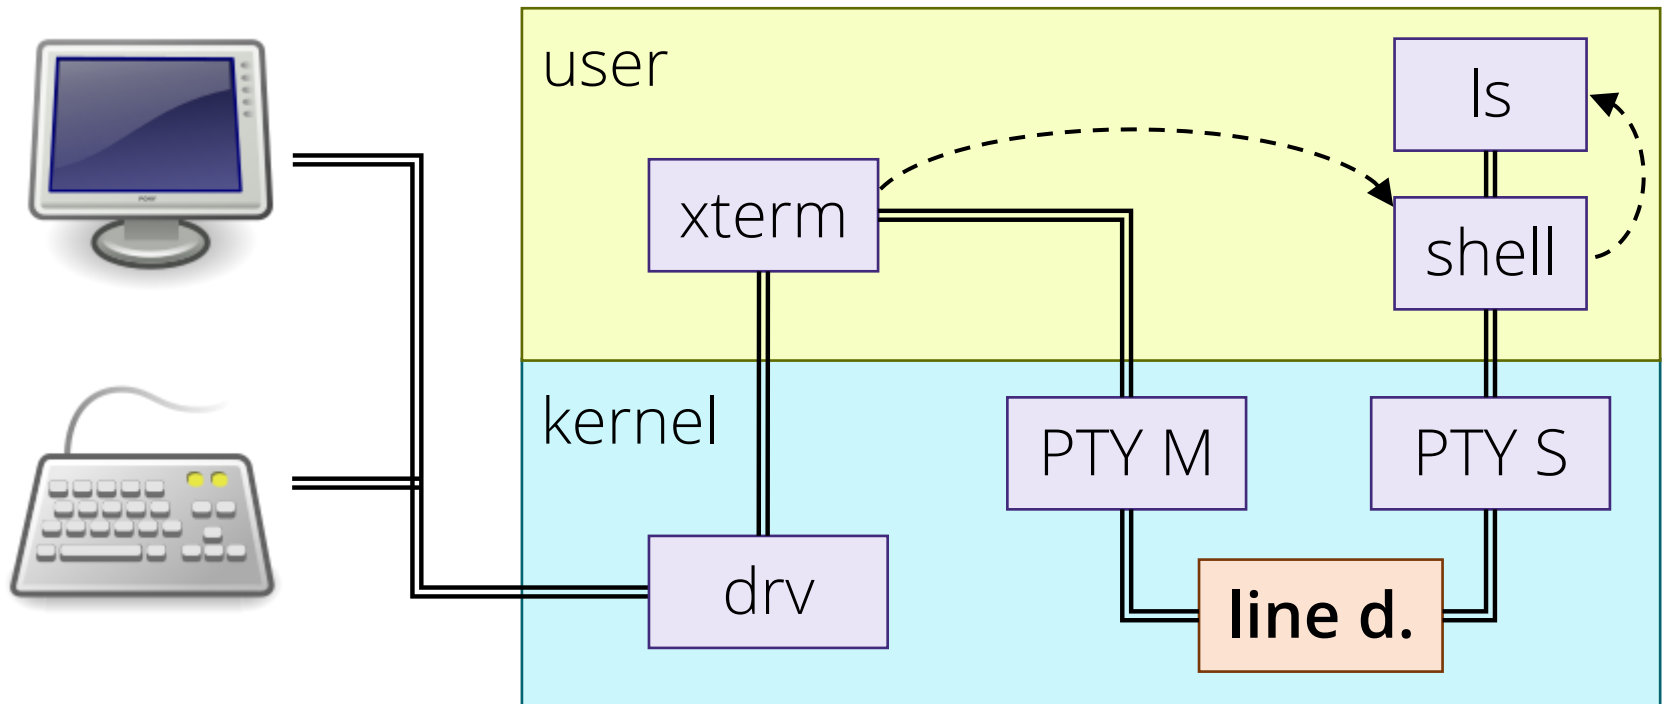 user
ls
xterm
shell
kernel
PTY M
PTY S
drv
line d.